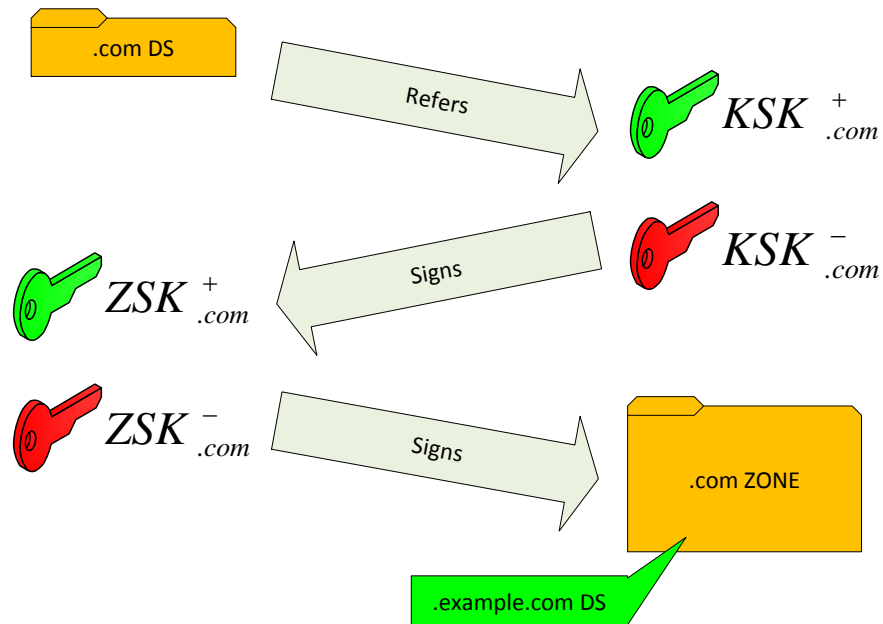 .com DS
Refers
KSK + .com
KSK − .com
Signs
ZSK + .com
ZSK − .com
Signs
.com ZONE
.example.com DS